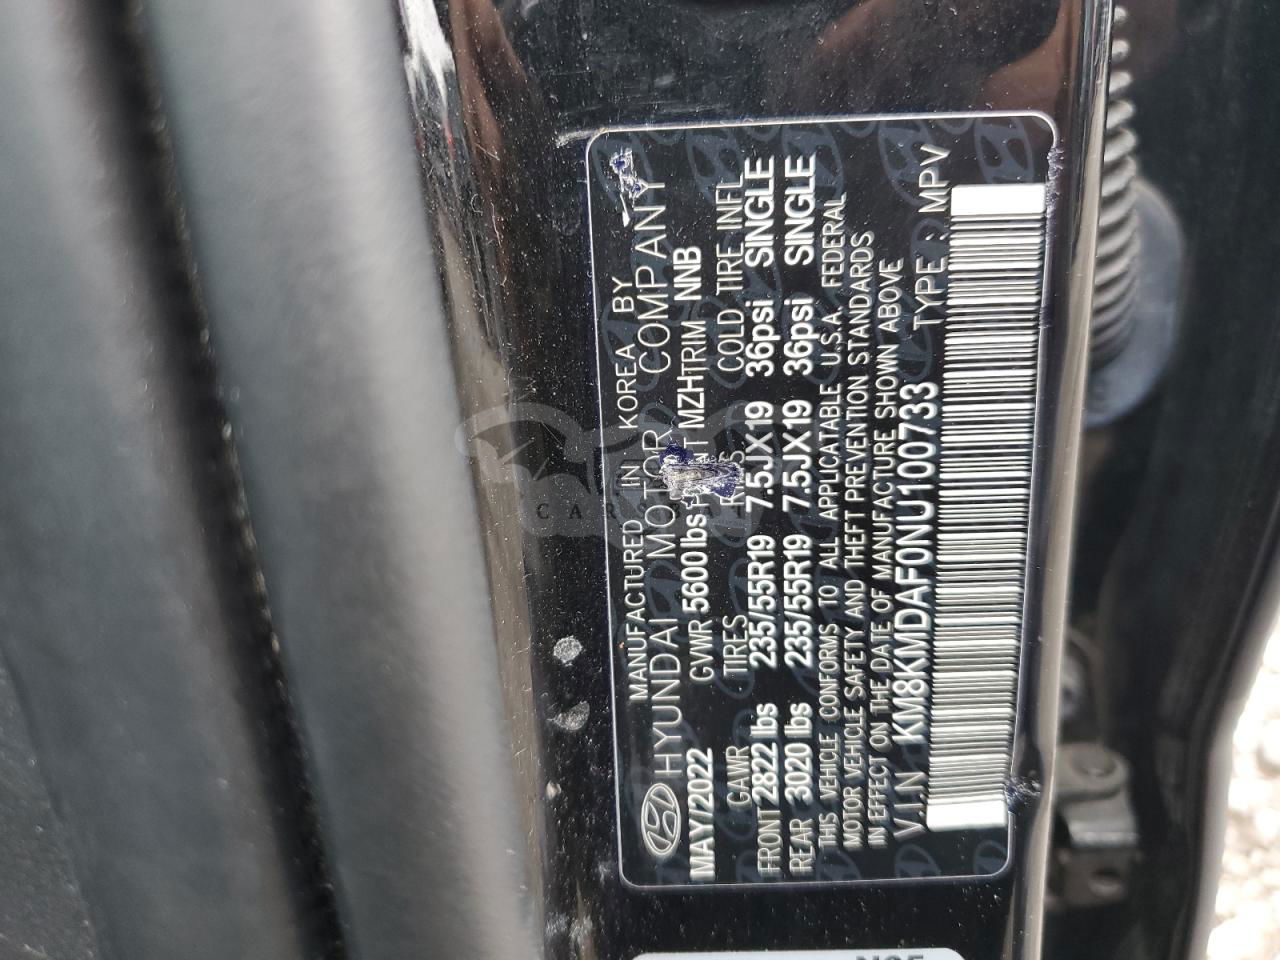 MANUFACTURED IN KOREA BY
HYUNDAI MOTOR COMPANY
MAY/2022 GVWR 5600 lbs MZH TRIM NNB
GAWR TIRES RIMS COLD TIRE INFL
FRONT 2822 lbs 235/55R19 7.5JX19 36psi SINGLE
REAR 3020 lbs 235/55R19 7.5JX19 36psi SINGLE
THIS VEHICLE CONFORMS TO ALL APPLICATABLE U.S.A. FEDERAL
MOTOR VEHICLE SAFETY AND THEFT PREVENTION STANDARDS
IN EFFECT ON THE DATE OF MANUFACTURE SHOWN ABOVE
V.I.N KM8KMDAF0NU100733 TYPE : MPV